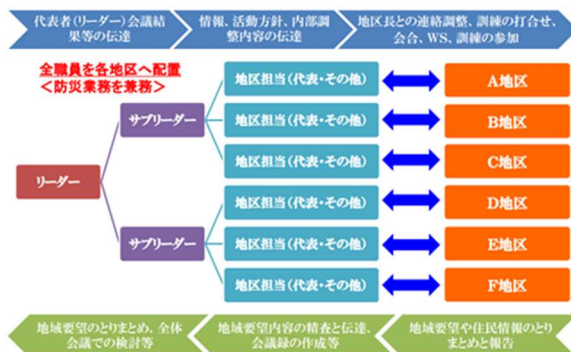 代表者(リーダー)会議結
果等の伝達
情報、活動方針、内部調
整内容の伝達
地区長との連絡調整、訓練の打合せ、
会合、WS、訓練の参加
全職員を各地区へ配置
<防災業務を兼務>
リーダー
サブリーダー
サブリーダー
地区担当(代表・その他)
A地区
地区担当(代表・その他)
B地区
地区担当(代表・その他)
C地区
地区担当(代表・その他)
D地区
地区担当(代表・その他)
E地区
地区担当(代表・その他)
F地区
地域要望のとりまとめ、全体
会議での検討等
地域要望内容の精査と伝達、
会議録の作成等
地域要望や住民情報のとり
まとめと報告